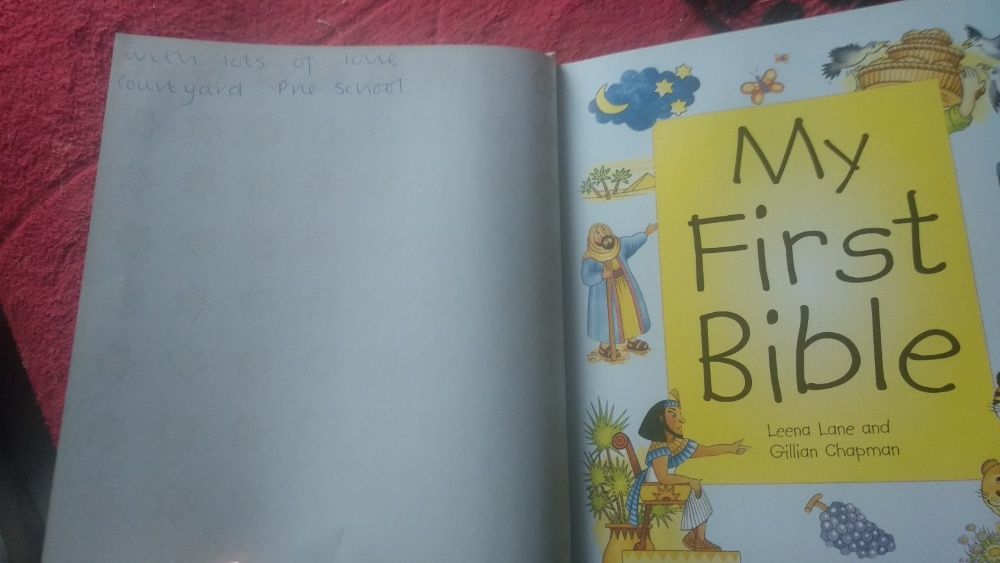 with lots of love
courtyard Pre-School
My
First
Bible
Leena Lane and
Gillian Chapman